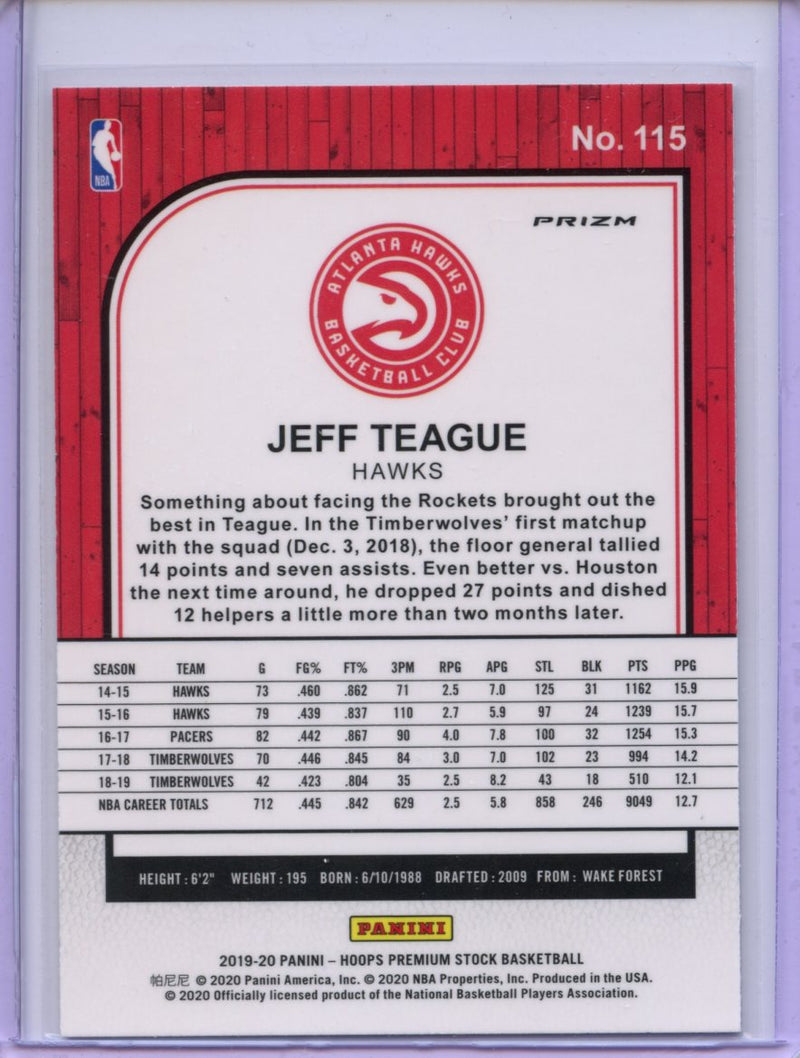 NBA
No. 115
PRIZM
ATLANTA HAWKS
BASKETBALL CLUB
JEFF TEAGUE
HAWKS
Something about facing the Rockets brought out the
best in Teague. In the Timberwolves' first matchup
with the squad (Dec. 3, 2018), the floor general tallied
14 points and seven assists. Even better vs. Houston
the next time around, he dropped 27 points and dished
12 helpers a little more than two months later.
SEASON TEAM G FG% FT% 3PM RPG APG STL BLK PTS PPG
14-15 HAWKS 73 .460 .862 71 2.5 7.0 125 31 1162 15.9
15-16 HAWKS 79 .439 .837 110 2.7 5.9 97 24 1239 15.7
16-17 PACERS 82 .442 .867 90 4.0 7.8 100 32 1254 15.3
17-18 TIMBERWOLVES 70 .446 .845 84 3.0 7.0 102 23 994 14.2
18-19 TIMBERWOLVES 42 .423 .804 35 2.5 8.2 43 18 510 12.1
NBA CAREER TOTALS 712 .445 .842 629 2.5 5.8 858 246 9049 12.7
HEIGHT: 6'2" WEIGHT: 195 BORN: 6/10/1988 DRAFTED: 2009 FROM: WAKE FOREST
PANINI
2019-20 PANINI – HOOPS PREMIUM STOCK BASKETBALL
帕尼尼 © 2020 Panini America, Inc. © 2020 NBA Properties, Inc. Produced in the USA.
© 2020 Officially licensed product of the National Basketball Players Association.